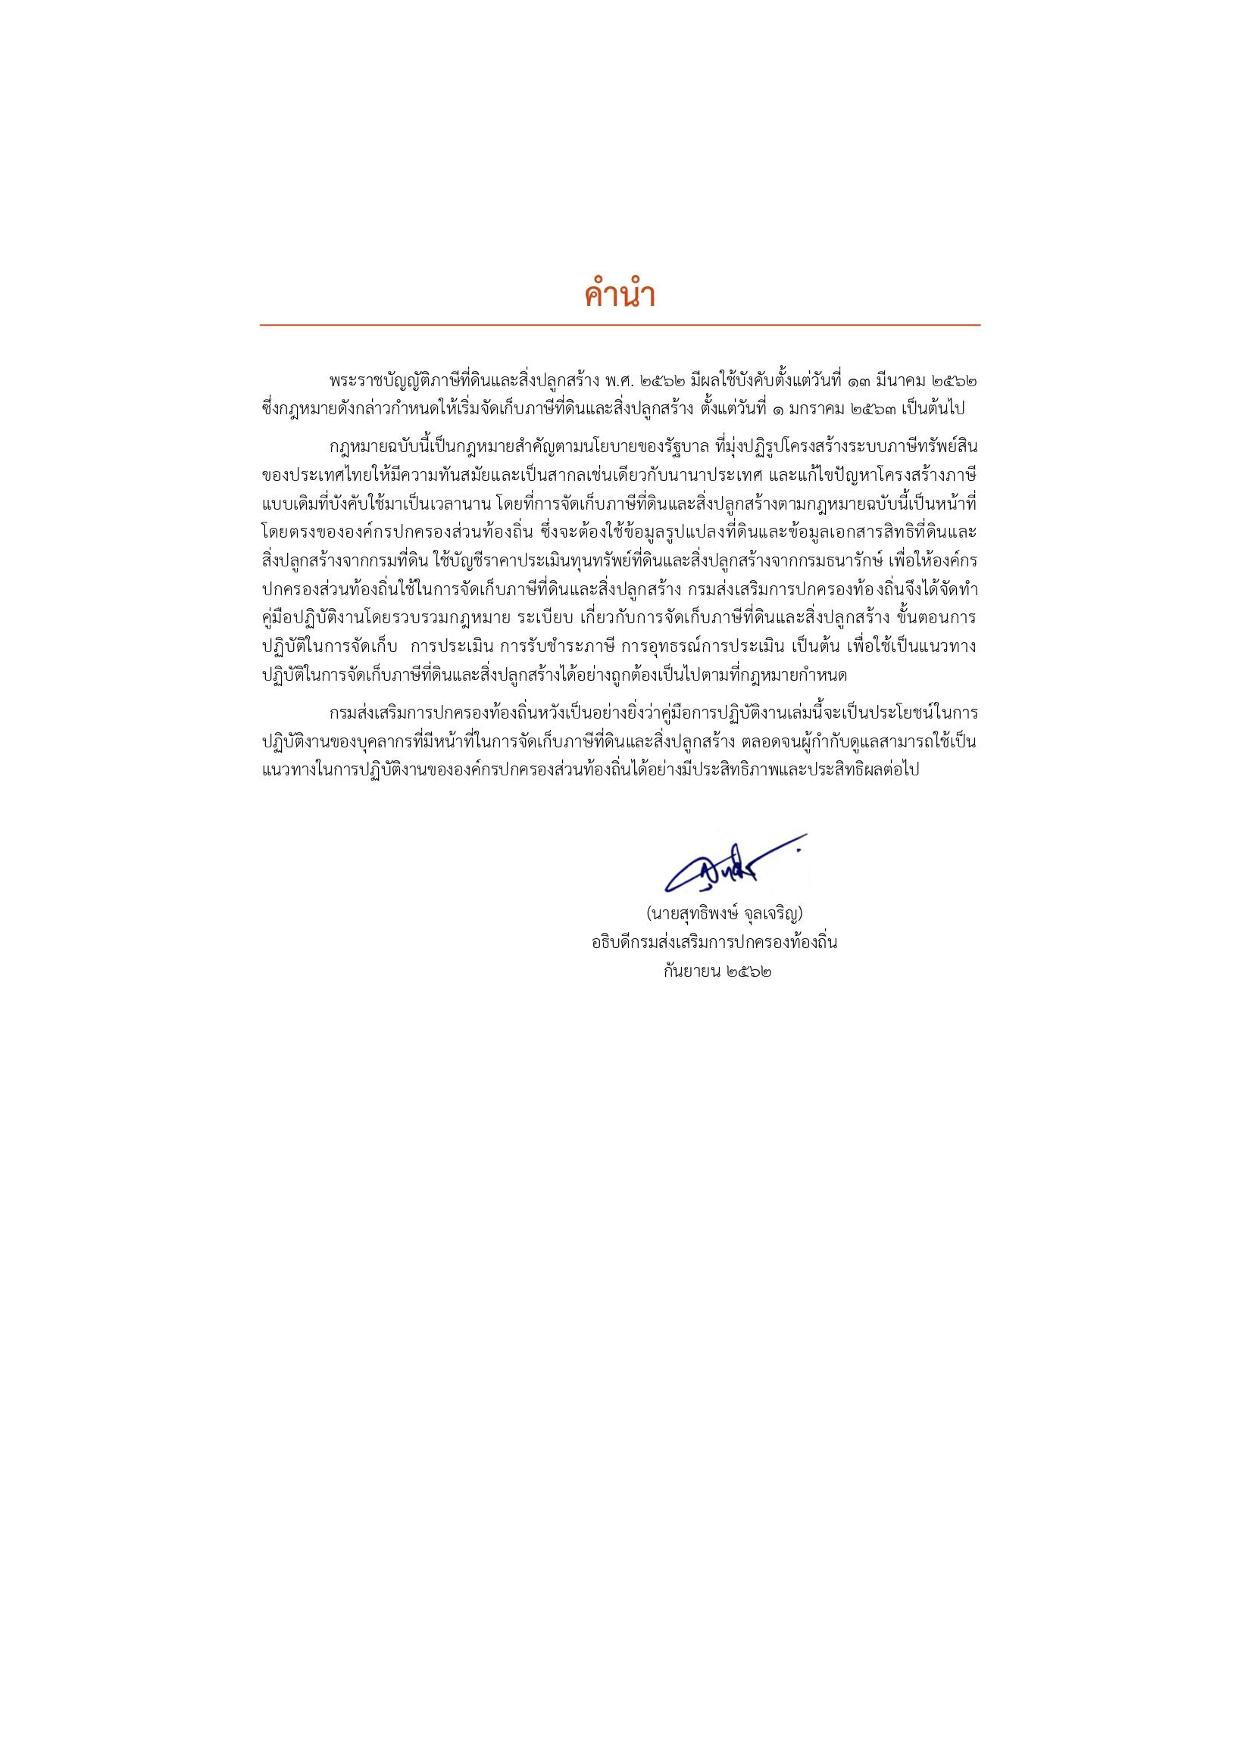 คำนำ
พระราชบัญญัติภาษีที่ดินและสิ่งปลูกสร้าง พ.ศ. ๒๕๖๒ มีผลใช้บังคับตั้งแต่วันที่ ๑๓ มีนาคม ๒๕๖๒
ซึ่งกฎหมายดังกล่าวกำหนดให้เริ่มจัดเก็บภาษีที่ดินและสิ่งปลูกสร้าง ตั้งแต่วันที่ ๑ มกราคม ๒๕๖๓ เป็นต้นไป
กฎหมายฉบับนี้เป็นกฎหมายสำคัญตามนโยบายของรัฐบาล ที่มุ่งปฏิรูปโครงสร้างระบบภาษีทรัพย์สิน
ของประเทศไทยให้มีความทันสมัยและเป็นสากลเช่นเดียวกับนานาประเทศ และแก้ไขปัญหาโครงสร้างภาษี
แบบเดิมที่บังคับใช้มาเป็นเวลานาน โดยที่การจัดเก็บภาษีที่ดินและสิ่งปลูกสร้างตามกฎหมายฉบับนี้เป็นหน้าที่
โดยตรงขององค์กรปกครองส่วนท้องถิ่น ซึ่งจะต้องใช้ข้อมูลรูปแปลงที่ดินและข้อมูลเอกสารสิทธิที่ดินและ
สิ่งปลูกสร้างจากกรมที่ดิน ใช้บัญชีราคาประเมินทุนทรัพย์ที่ดินและสิ่งปลูกสร้างจากกรมธนารักษ์ เพื่อให้องค์กร
ปกครองส่วนท้องถิ่นใช้ในการจัดเก็บภาษีที่ดินและสิ่งปลูกสร้าง กรมส่งเสริมการปกครองท้องถิ่นจึงได้จัดทำ
คู่มือปฏิบัติงานโดยรวบรวมกฎหมาย ระเบียบ เกี่ยวกับการจัดเก็บภาษีที่ดินและสิ่งปลูกสร้าง ขั้นตอนการ
ปฏิบัติในการจัดเก็บ การประเมิน การรับชำระภาษี การอุทธรณ์การประเมิน เป็นต้น เพื่อใช้เป็นแนวทาง
ปฏิบัติในการจัดเก็บภาษีที่ดินและสิ่งปลูกสร้างได้อย่างถูกต้องเป็นไปตามที่กฎหมายกำหนด
กรมส่งเสริมการปกครองท้องถิ่นหวังเป็นอย่างยิ่งว่าคู่มือการปฏิบัติงานเล่มนี้จะเป็นประโยชน์ในการ
ปฏิบัติงานของบุคลากรที่มีหน้าที่ในการจัดเก็บภาษีที่ดินและสิ่งปลูกสร้าง ตลอดจนผู้กำกับดูแลสามารถใช้เป็น
แนวทางในการปฏิบัติงานขององค์กรปกครองส่วนท้องถิ่นได้อย่างมีประสิทธิภาพและประสิทธิผลต่อไป
(นายสุทธิพงษ์ จุลเจริญ)
อธิบดีกรมส่งเสริมการปกครองท้องถิ่น
กันยายน ๒๕๖๒